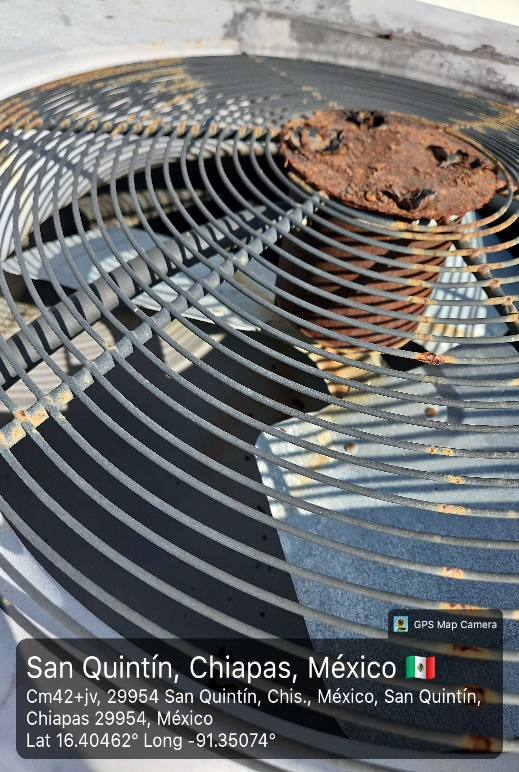 GPS Map Camera
San Quintín, Chiapas, México
Cm42+jv, 29954 San Quintín, Chis., México, San Quintín,
Chiapas 29954, México
Lat 16.40462° Long -91.35074°